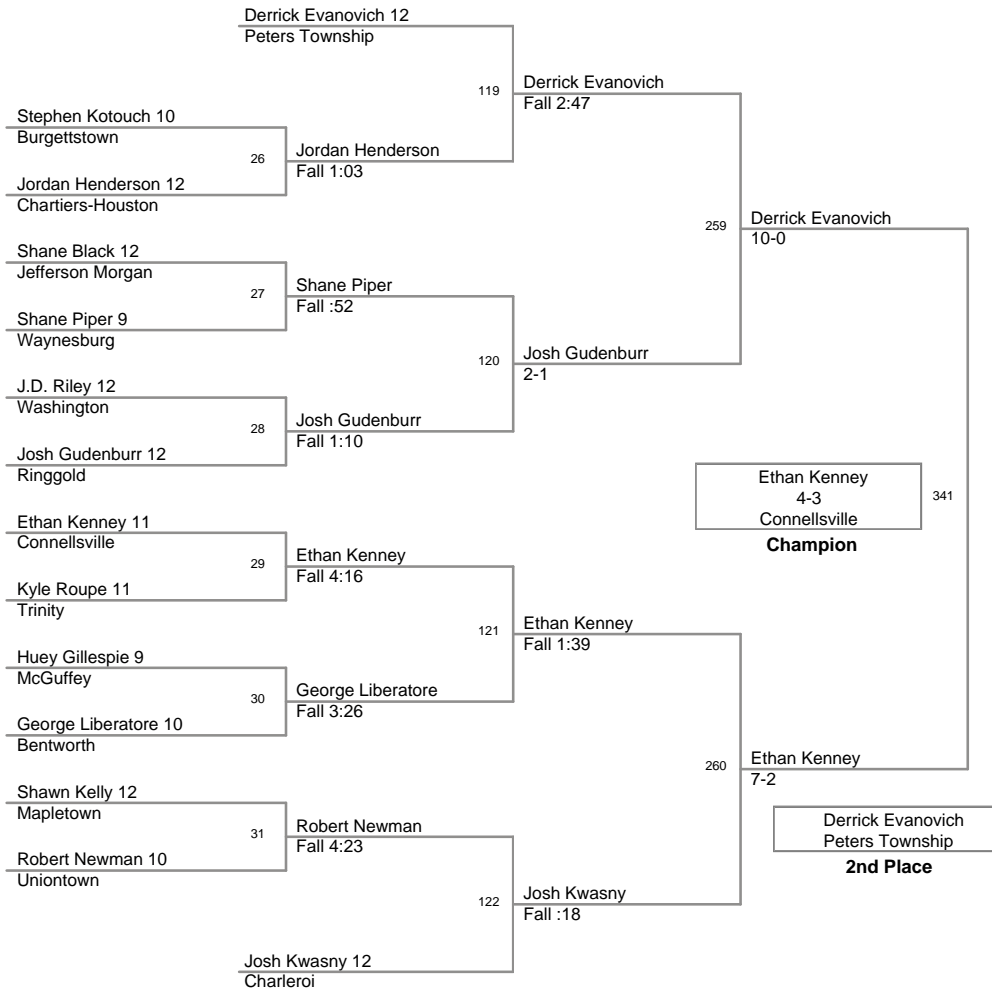 Derrick Evanovich 12
Peters Township
119
Derrick Evanovich
Fall 2:47
Stephen Kotouch 10
Burgettstown
26
Jordan Henderson
Fall 1:03
Jordan Henderson 12
Chartiers-Houston
259
Derrick Evanovich
10-0
Shane Black 12
Jefferson Morgan
27
Shane Piper
Fall :52
Shane Piper 9
Waynesburg
120
Josh Gudenburr
2-1
J.D. Riley 12
Washington
28
Josh Gudenburr
Fall 1:10
Josh Gudenburr 12
Ringgold
Ethan Kenney
4-3
Connellsville
341
Champion
Ethan Kenney 11
Connellsville
29
Ethan Kenney
Fall 4:16
Kyle Roupe 11
Trinity
121
Ethan Kenney
Fall 1:39
Huey Gillespie 9
McGuffey
30
George Liberatore
Fall 3:26
George Liberatore 10
Bentworth
260
Ethan Kenney
7-2
Shawn Kelly 12
Mapletown
31
Robert Newman
Fall 4:23
Robert Newman 10
Uniontown
Derrick Evanovich
Peters Township
2nd Place
122
Josh Kwasny
Fall :18
Josh Kwasny 12
Charleroi